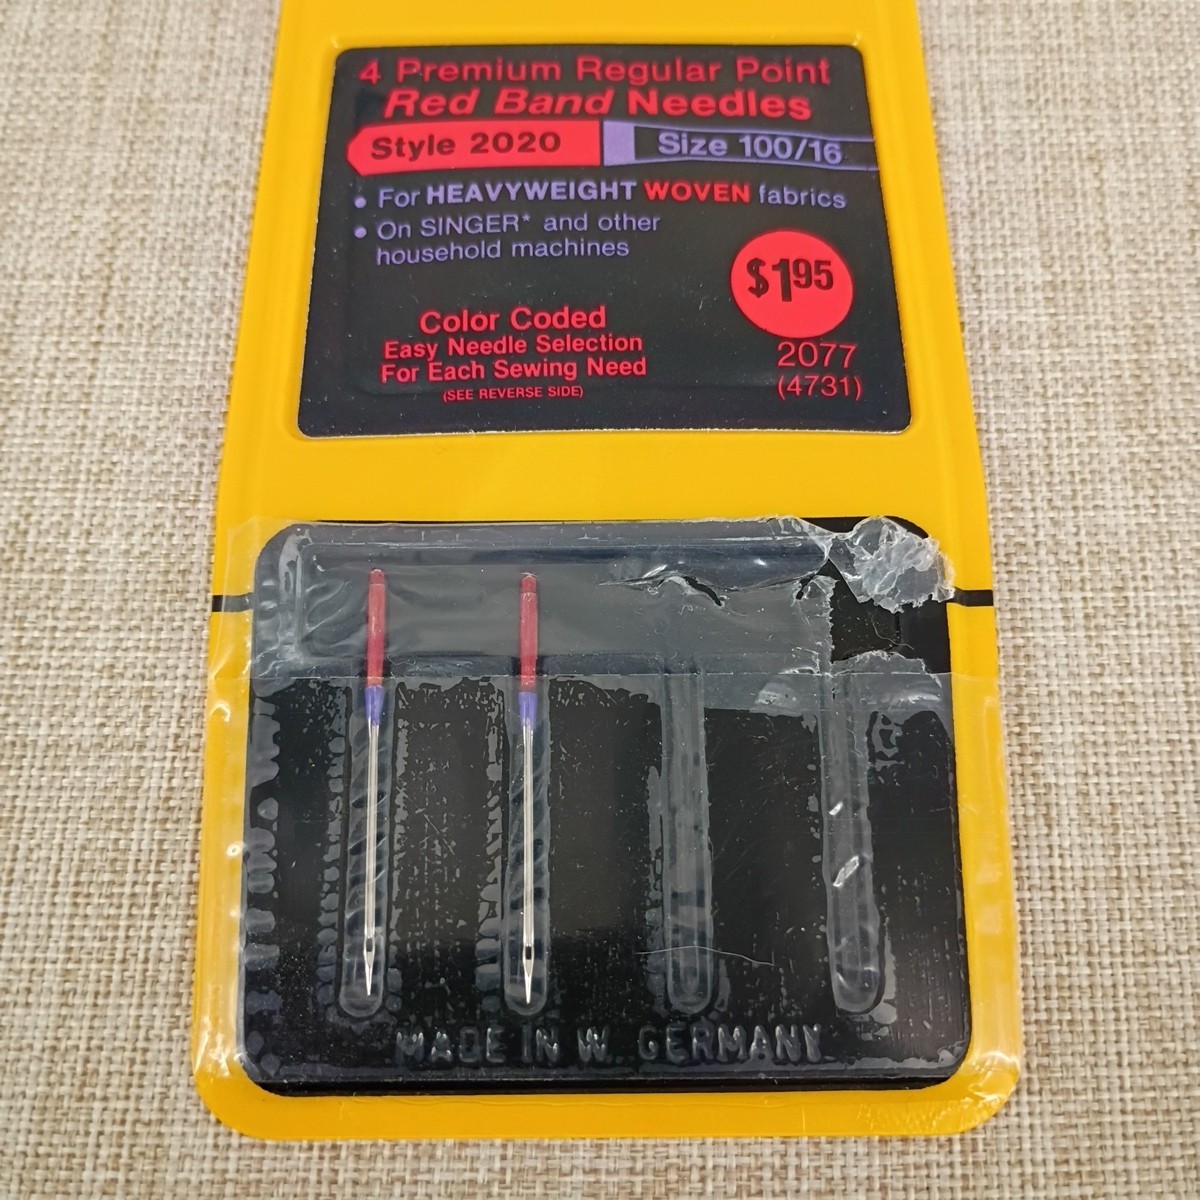 4 Premium Regular Point
Red Band Needles
Style 2020 Size 100/16
• For HEAVYWEIGHT WOVEN fabrics
• On SINGER* and other
household machines
$1.95
Color Coded
Easy Needle Selection
For Each Sewing Need
(SEE REVERSE SIDE)
2077
(4731)
MADE IN W. GERMANY